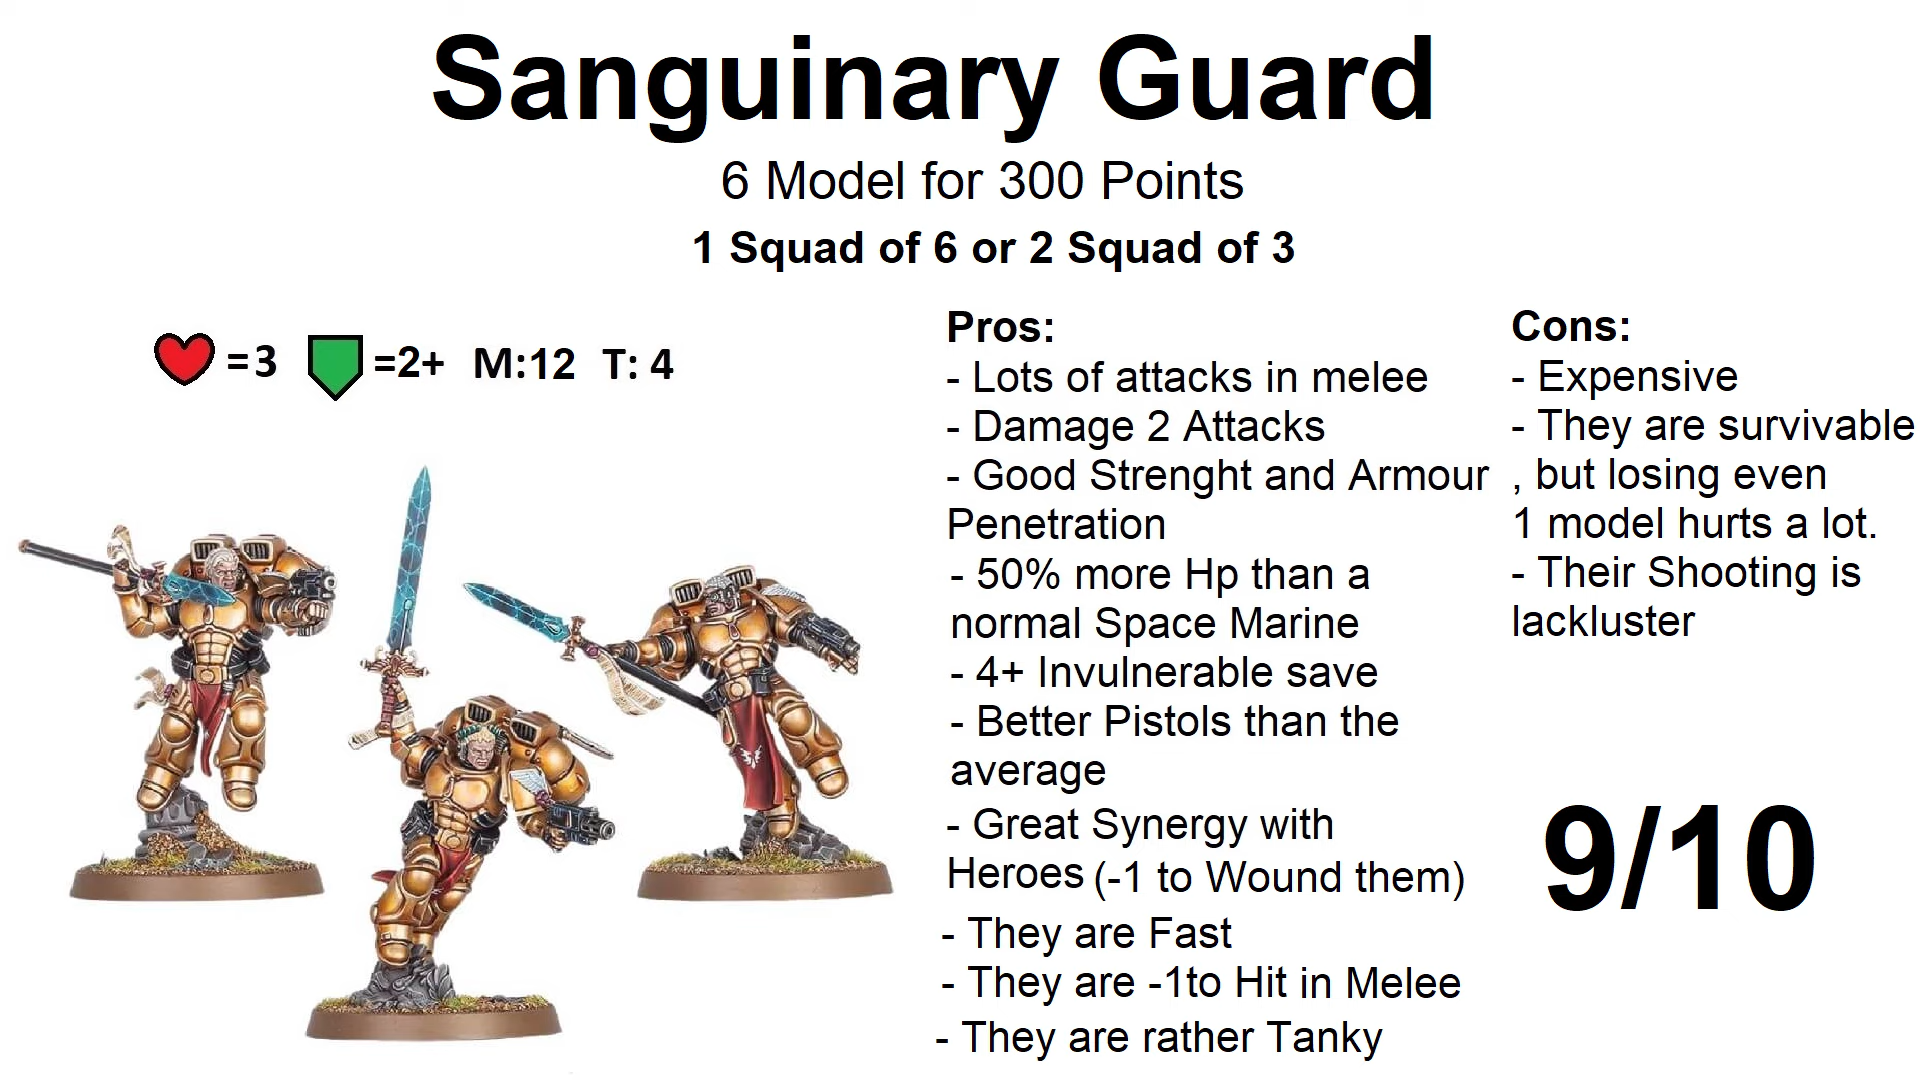 Sanguinary Guard
6 Model for 300 Points
1 Squad of 6 or 2 Squad of 3
=3 =2+ M:12 T: 4
Pros:
- Lots of attacks in melee
- Damage 2 Attacks
- Good Strenght and Armour
Penetration
- 50% more Hp than a
normal Space Marine
- 4+ Invulnerable save
- Better Pistols than the
average
- Great Synergy with
Heroes (-1 to Wound them)
- They are Fast
- They are -1to Hit in Melee
- They are rather Tanky
Cons:
- Expensive
- They are survivable
, but losing even
1 model hurts a lot.
- Their Shooting is
lackluster
9/10